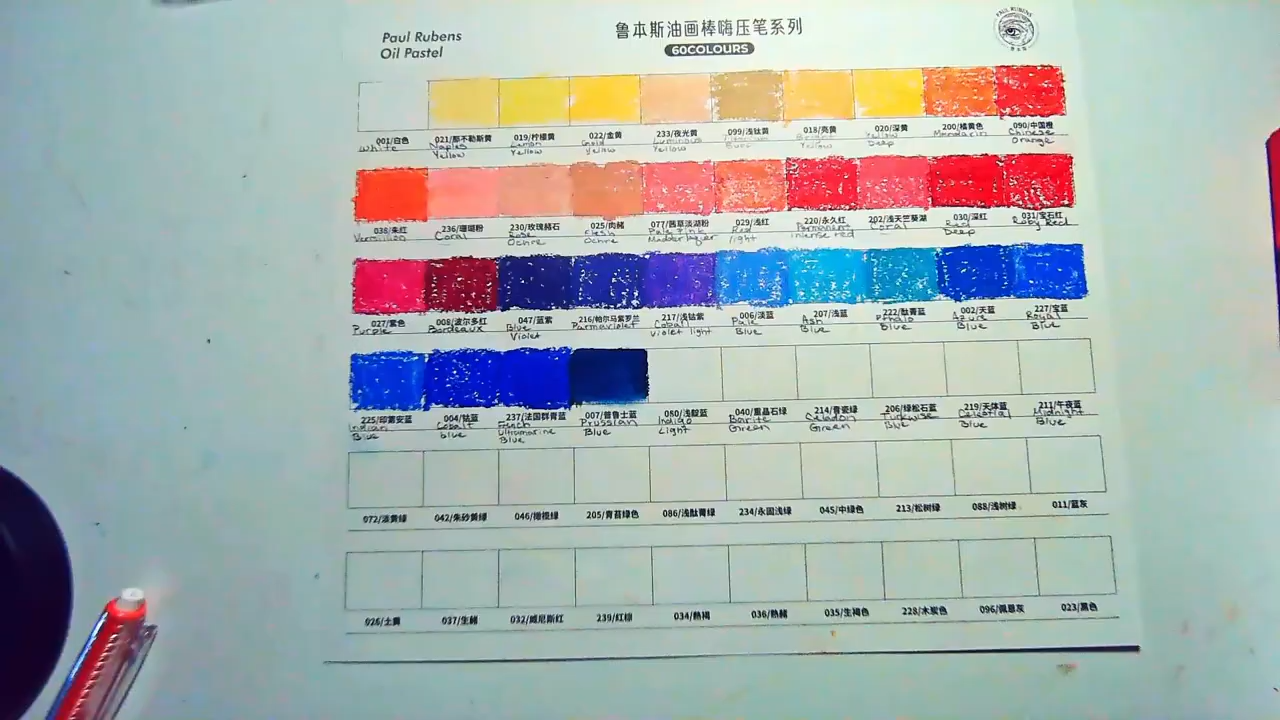 Paul Rubens
Oil Pastel
鲁本斯油画棒嗨压笔系列
60COLOURS
PAUL RUBENS
001/白色 021/那不勒斯黄 019/柠檬黄 022/金黄 233/夜光黄 099/浅钛黄 018/亮黄 020/深黄 200/橘黄色 090/中国橙
White Naples Yellow Lemon Yellow Gold Yellow Luminous Yellow Titanium Buff Bright Yellow Yellow Deep Mandarin Chinese Orange
038/朱红 236/珊瑚粉 230/玫瑰赭石 025/肉赭 077/茜草淡湖粉 029/浅红 220/永久红 202/浅天竺葵湖 030/深红 031/宝石红
Vermilion Coral Rose Ochre Flesh Ochre Pale Pink Madder layer Red light Permanent intense red Coral Red Deep Ruby Red
027/紫色 008/波尔多红 047/蓝紫 216/帕尔马紫罗兰 217/浅钴紫 006/淡蓝 207/浅蓝 222/酞菁蓝 002/天蓝 227/宝蓝
Purple Bordeaux Blue Violet Parmaviolet Cobalt violet light Pale Blue Ash Blue Pthalo Blue Azure Blue Royal Blue
225/印第安蓝 004/钴蓝 237/法国群青蓝 007/普鲁士蓝 080/浅靛蓝 040/重晶石绿 214/青瓷绿 206/绿松石蓝 219/天体蓝 211/午夜蓝
Indian Blue Cobalt blue French Ultramarine Blue Prussian Blue Indigo Light Barite Green Celadon Green Turkwise Blue Celestial Blue Midnight Blue
072/淡黄绿 042/朱砂黄绿 046/橄榄绿 205/青苔绿色 086/浅酞青绿 234/永固浅绿 045/中绿色 213/松树绿 088/浅树绿 011/蓝灰
026/土黄 037/生赭 032/威尼斯红 239/红棕 034/熟褐 036/熟赭 035/生褐色 228/木炭色 096/佩恩灰 023/黑色